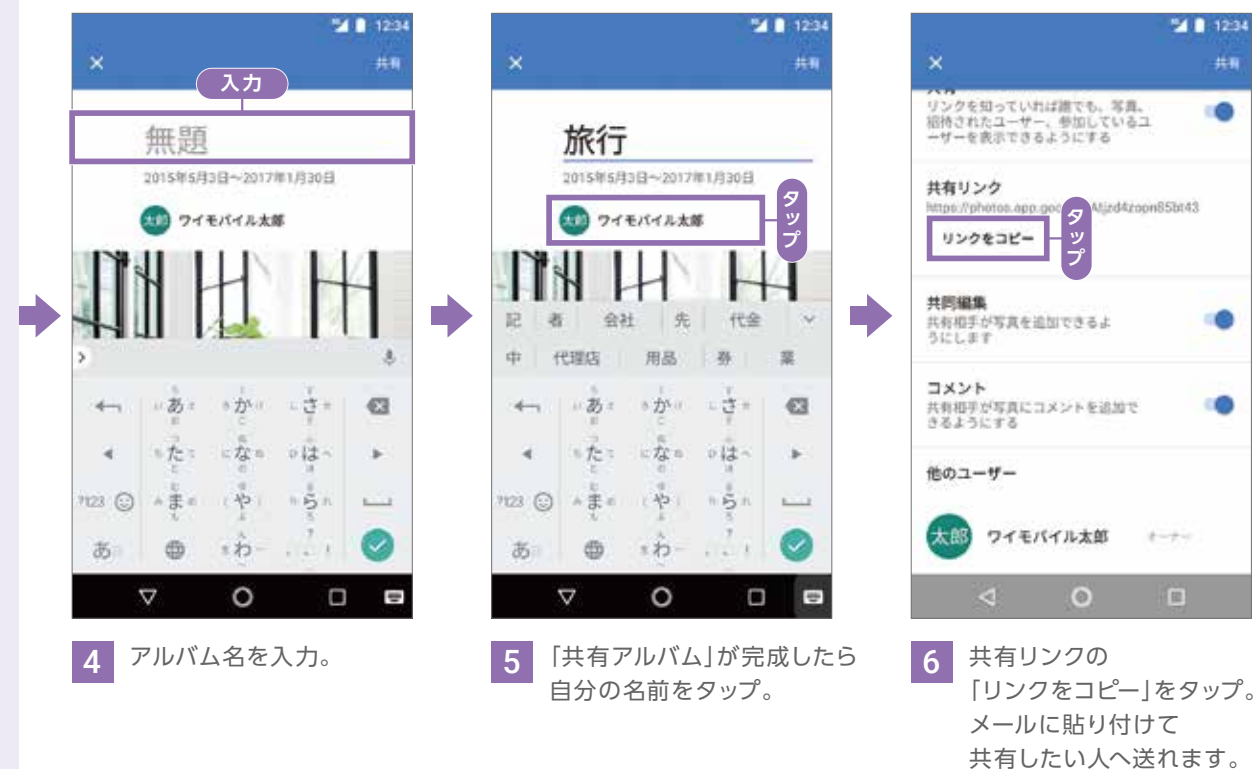 12:34
共有
入力
無題
2015年5月3日～2017年1月30日
太郎 ワイモバイル太郎
あ か さ
た な は
?123 ま や ら
あ わ
4 アルバム名を入力。
12:34
共有
旅行
2015年5月3日～2017年1月30日
太郎 ワイモバイル太郎
タップ
記 者 会社 先 代金
中 代理店 用品 券 業
あ か さ
た な は
?123 ま や ら
あ わ
5 「共有アルバム」が完成したら
自分の名前をタップ。
12:34
共有
リンクを知っていれば誰でも、写真、
招待されたユーザー、参加しているユ
ーザーを表示できるようにする
共有リンク
https://photos.app.goo
リンクをコピー
タップ
共同編集
共有相手が写真を追加できるよ
うにします
コメント
共有相手が写真にコメントを追加で
きるようにする
他のユーザー
太郎 ワイモバイル太郎 オーナー
6 共有リンクの
「リンクをコピー」をタップ。
メールに貼り付けて
共有したい人へ送れます。